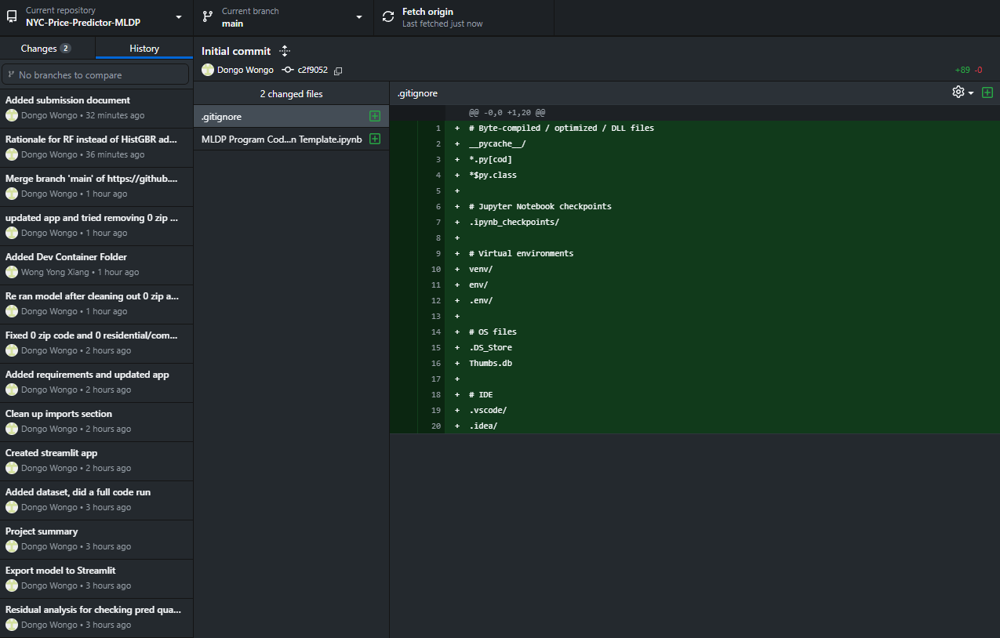 Current repository
NYC-Price-Predictor-MLDP
Current branch
main
Fetch origin
Last fetched just now
Changes 2
History
No branches to compare
Added submission document
Dongo Wongo • 32 minutes ago
Rationale for RF instead of HistGBR ad...
Dongo Wongo • 36 minutes ago
Merge branch 'main' of https://github....
Dongo Wongo • 1 hour ago
updated app and tried removing 0 zip ...
Dongo Wongo • 1 hour ago
Added Dev Container Folder
Wong Yong Xiang • 1 hour ago
Re ran model after cleaning out 0 zip a...
Dongo Wongo • 1 hour ago
Fixed 0 zip code and 0 residential/com...
Dongo Wongo • 2 hours ago
Added requirements and updated app
Dongo Wongo • 2 hours ago
Clean up imports section
Dongo Wongo • 2 hours ago
Created streamlit app
Dongo Wongo • 2 hours ago
Added dataset, did a full code run
Dongo Wongo • 3 hours ago
Project summary
Dongo Wongo • 3 hours ago
Export model to Streamlit
Dongo Wongo • 3 hours ago
Residual analysis for checking pred qua...
Dongo Wongo • 3 hours ago
Initial commit
Dongo Wongo c2f9052
+89 -0
2 changed files
.gitignore
MLDP Program Cod...n Template.ipynb
.gitignore
@@ -0,0 +1,20 @@
1 + # Byte-compiled / optimized / DLL files
2 + __pycache__/
3 + *.py[cod]
4 + *$py.class
5 +
6 + # Jupyter Notebook checkpoints
7 + .ipynb_checkpoints/
8 +
9 + # Virtual environments
10 + venv/
11 + env/
12 + .env/
13 +
14 + # OS files
15 + .DS_Store
16 + Thumbs.db
17 +
18 + # IDE
19 + .vscode/
20 + .idea/